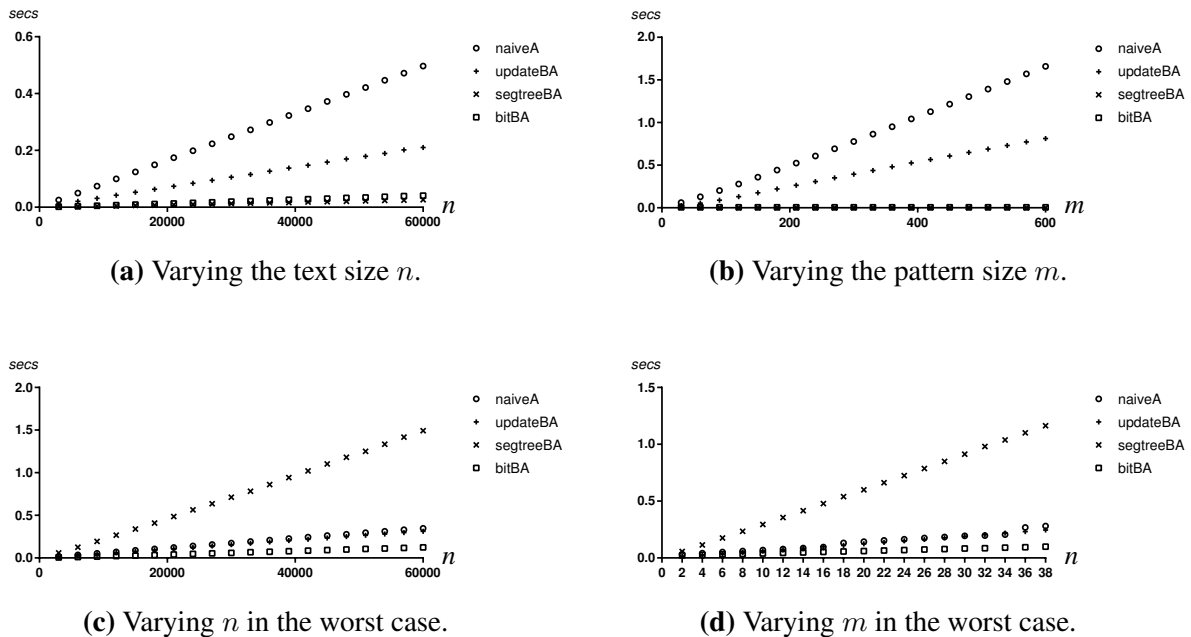 secs
0.6
0.4
0.2
0.0
0 20000 40000 60000 n
naiveA
updateBA
segtreeBA
bitBA
(a) Varying the text size n.
secs
2.0
1.5
1.0
0.5
0.0
0 200 400 600 m
naiveA
updateBA
segtreeBA
bitBA
(b) Varying the pattern size m.
secs
2.0
1.5
1.0
0.5
0.0
0 20000 40000 60000 n
naiveA
updateBA
segtreeBA
bitBA
(c) Varying n in the worst case.
secs
1.5
1.0
0.5
0.0
0 2 4 6 8 10 12 14 16 18 20 22 24 26 28 30 32 34 36 38 n
naiveA
updateBA
segtreeBA
bitBA
(d) Varying m in the worst case.